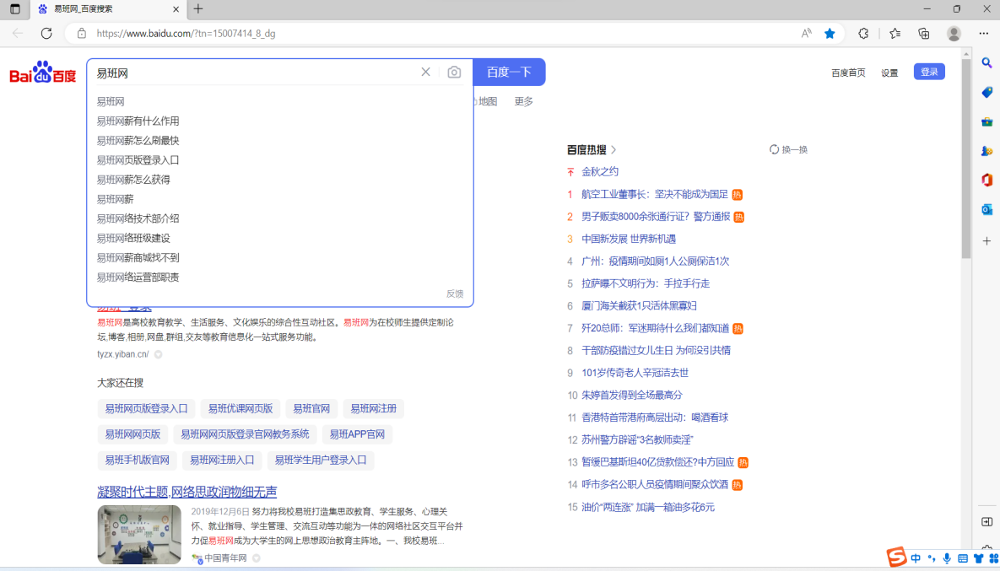 易班网_百度搜索
https://www.baidu.com/?tn=15007414_8_dg
Bai du 百度
易班网
百度一下
百度首页
设置
登录
易班网
易班网薪有什么作用
易班网薪怎么刷最快
易班网页版登录入口
易班网薪怎么获得
易班网薪
易班网络技术部介绍
易班网络班级建设
易班网薪商城找不到
易班网络运营部职责
反馈
地图
更多
易班网是高校教育教学、生活服务、文化娱乐的综合性互动社区。易班网为在校师生提供定制论
坛,博客,相册,网盘,群组,交友等教育信息化一站式服务功能。
tyzx.yiban.cn/
大家还在搜
易班网页版登录入口 易班优课网页版 易班官网 易班网注册
易班网网页版 易班网网页版登录官网教务系统 易班APP官网
易班手机版官网 易班网注册入口 易班学生用户登录入口
凝聚时代主题,网络思政润物细无声
2019年12月6日 努力将我校易班打造集思政教育、学生服务、心理关
怀、就业指导、学生管理、交流互动等功能为一体的网络社区交互平台并
力促易班网成为大学生的网上思想政治教育主阵地。一、我校易班...
中国青年网
百度热搜
换一换
金秋之约
1 航空工业董事长：坚决不能成为国足 热
2 男子贩卖8000余张通行证？警方通报 热
3 中国新发展 世界新机遇
4 广州：疫情期间如厕1人公厕保洁1次
5 拉萨曝不文明行为：手拉手行走
6 厦门海关截获1只活体黑寡妇
7 歼20总师：军迷期待什么我们都知道 热
8 干部防疫错过女儿生日 为何没引共情
9 101岁传奇老人辛冠洁去世
10 朱婷首发得到全场最高分
11 香港特首带港府高层出动：喝酒看球
12 苏州警方辟谣“3名教师卖淫”
13 暂缓巴基斯坦40亿贷款偿还?中方回应 热
14 呼市多名公职人员疫情期间聚众饮酒 热
15 油价“两连涨” 加满一箱油多花6元
中